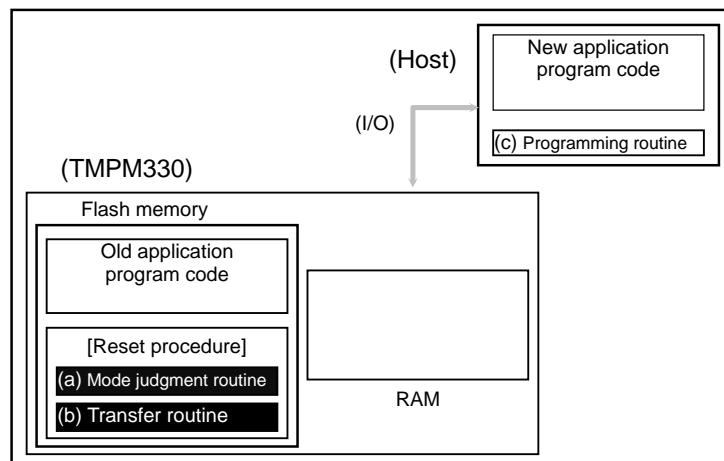 (Host)
New application
program code
(I/O)
(c) Programming routine
(TMPM330)
Flash memory
Old application
program code
[Reset procedure]
(a) Mode judgment routine
(b) Transfer routine
RAM